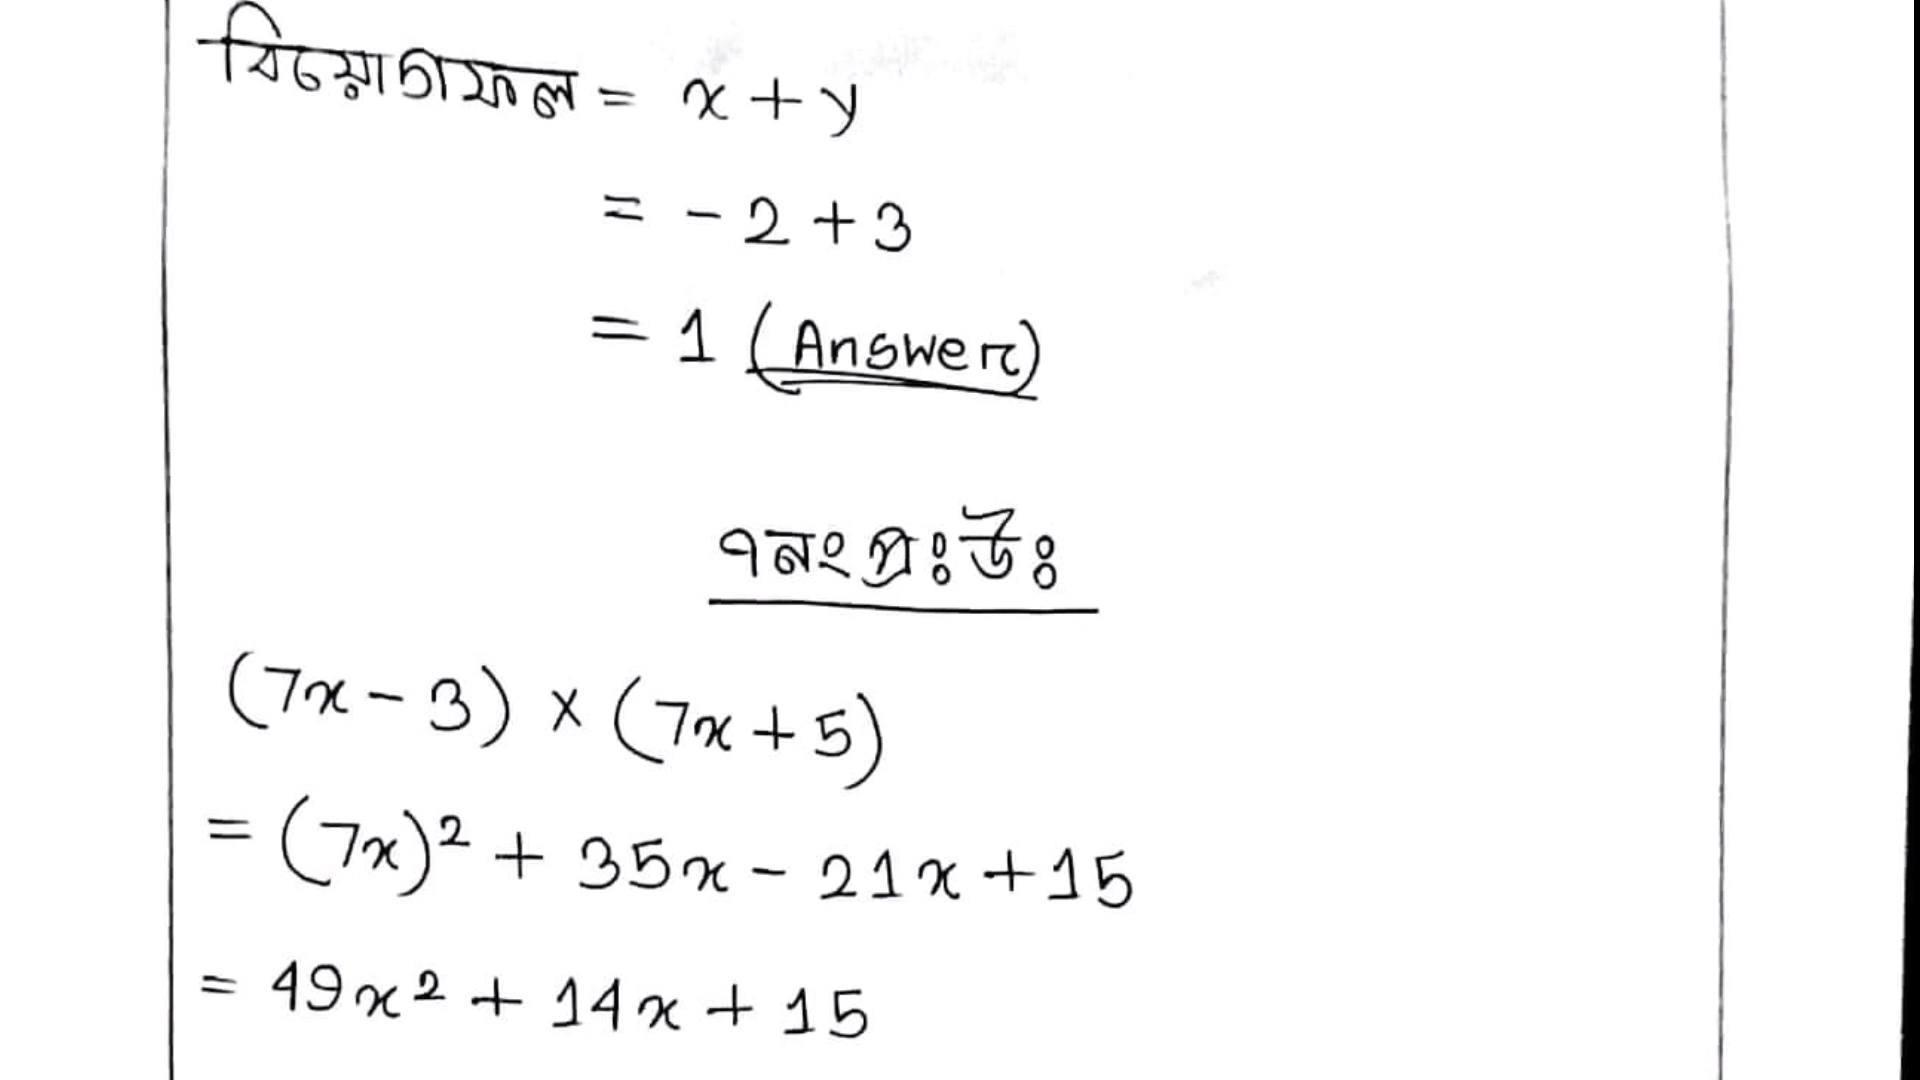 বিয়োগফল = x + y
= - 2 + 3
= 1 (Answer)
৭নং প্রঃ উঃ
(7x - 3) × (7x + 5)
= (7x)² + 35x - 21x + 15
= 49x² + 14x + 15